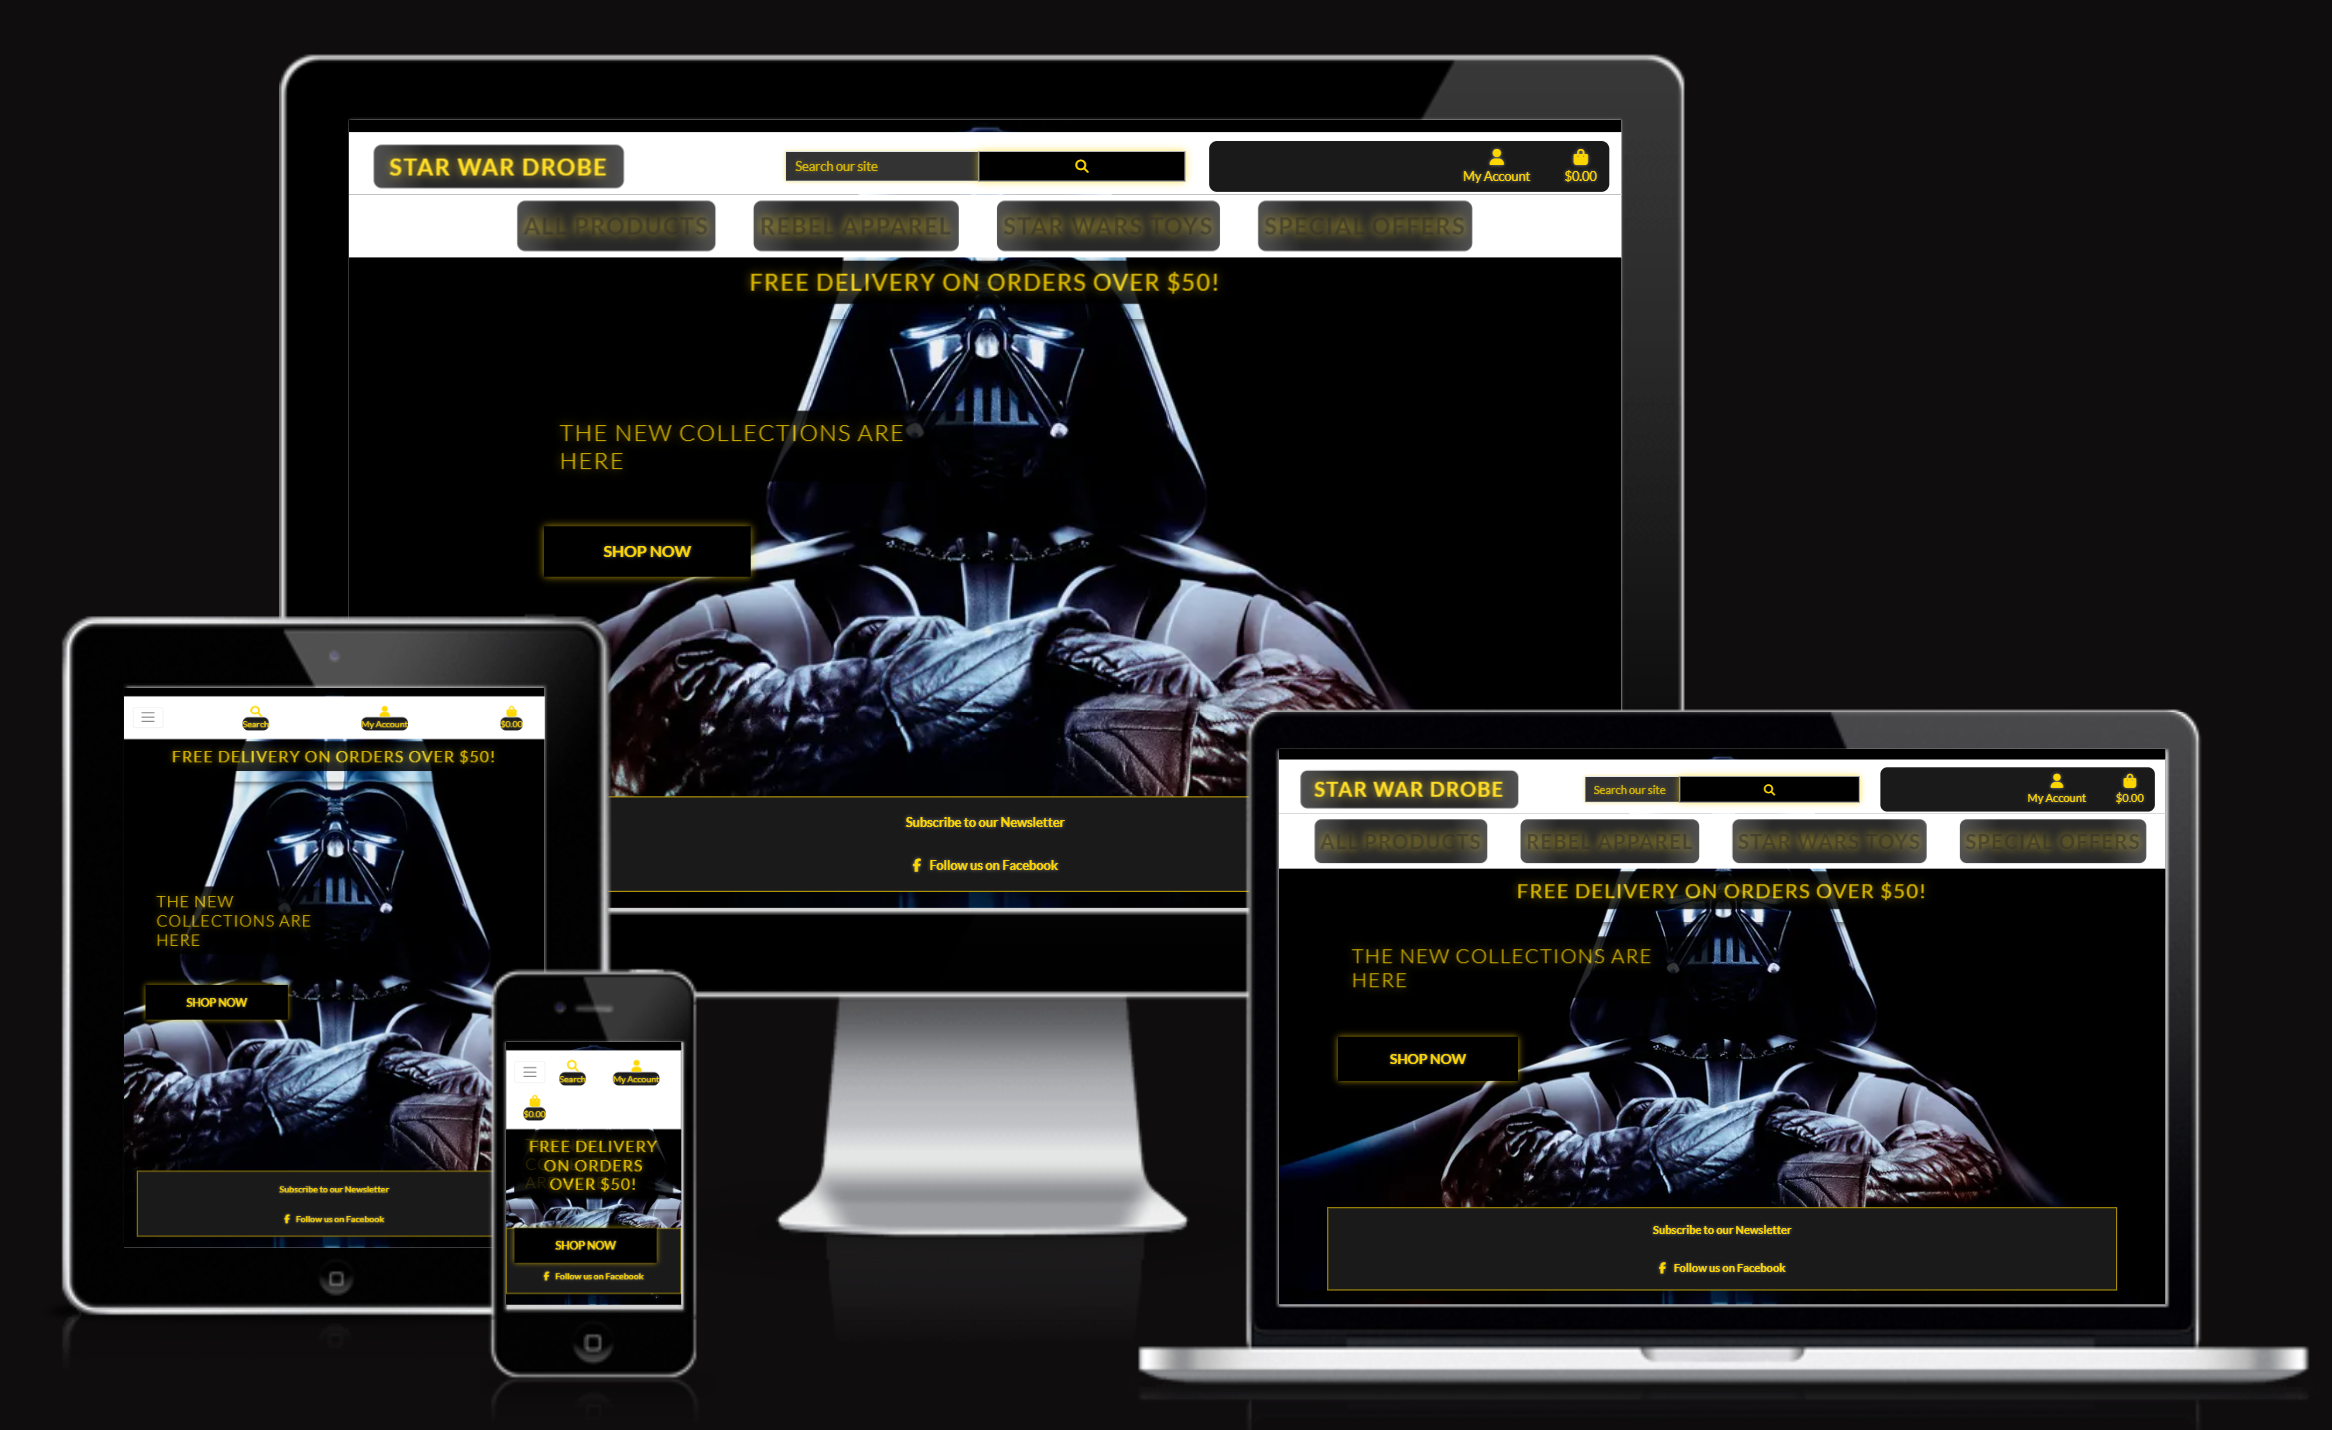 STAR WAR DROBE
Search our site
My Account
$0.00
ALL PRODUCTS
REBEL APPAREL
STAR WARS TOYS
SPECIAL OFFERS
FREE DELIVERY ON ORDERS OVER $50!
THE NEW COLLECTIONS ARE
HERE
SHOP NOW
Subscribe to our Newsletter
Follow us on Facebook
Search
My Account
$0.00
FREE DELIVERY ON ORDERS OVER $50!
THE NEW
COLLECTIONS ARE
HERE
SHOP NOW
Subscribe to our Newsletter
Follow us on Facebook
Search
My Account
$0.00
FREE DELIVERY
ON ORDERS
OVER $50!
SHOP NOW
Follow us on Facebook
STAR WAR DROBE
Search our site
My Account
$0.00
ALL PRODUCTS
REBEL APPAREL
STAR WARS TOYS
SPECIAL OFFERS
FREE DELIVERY ON ORDERS OVER $50!
THE NEW COLLECTIONS ARE
HERE
SHOP NOW
Subscribe to our Newsletter
Follow us on Facebook